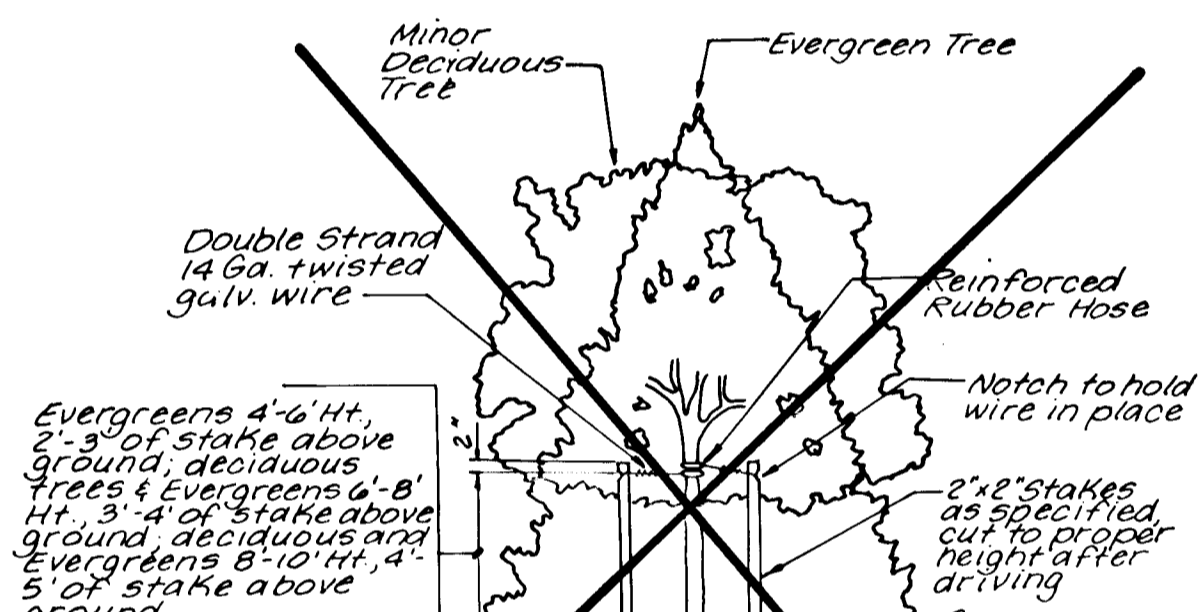 Minor
Deciduous
Tree
Evergreen Tree
Double Strand
14 Ga. twisted
galv. wire
Reinforced
Rubber Hose
Notch to hold
wire in place
2"
Evergreens 4'-6' Ht.,
2'-3' of stake above
ground; deciduous
trees & Evergreens 6'-8'
Ht., 3'-4' of stake above
ground; deciduous and
Evergreens 8'-10' Ht., 4'-
5' of stake above
ground
2"x2" Stakes
as specified,
cut to proper
height after
driving